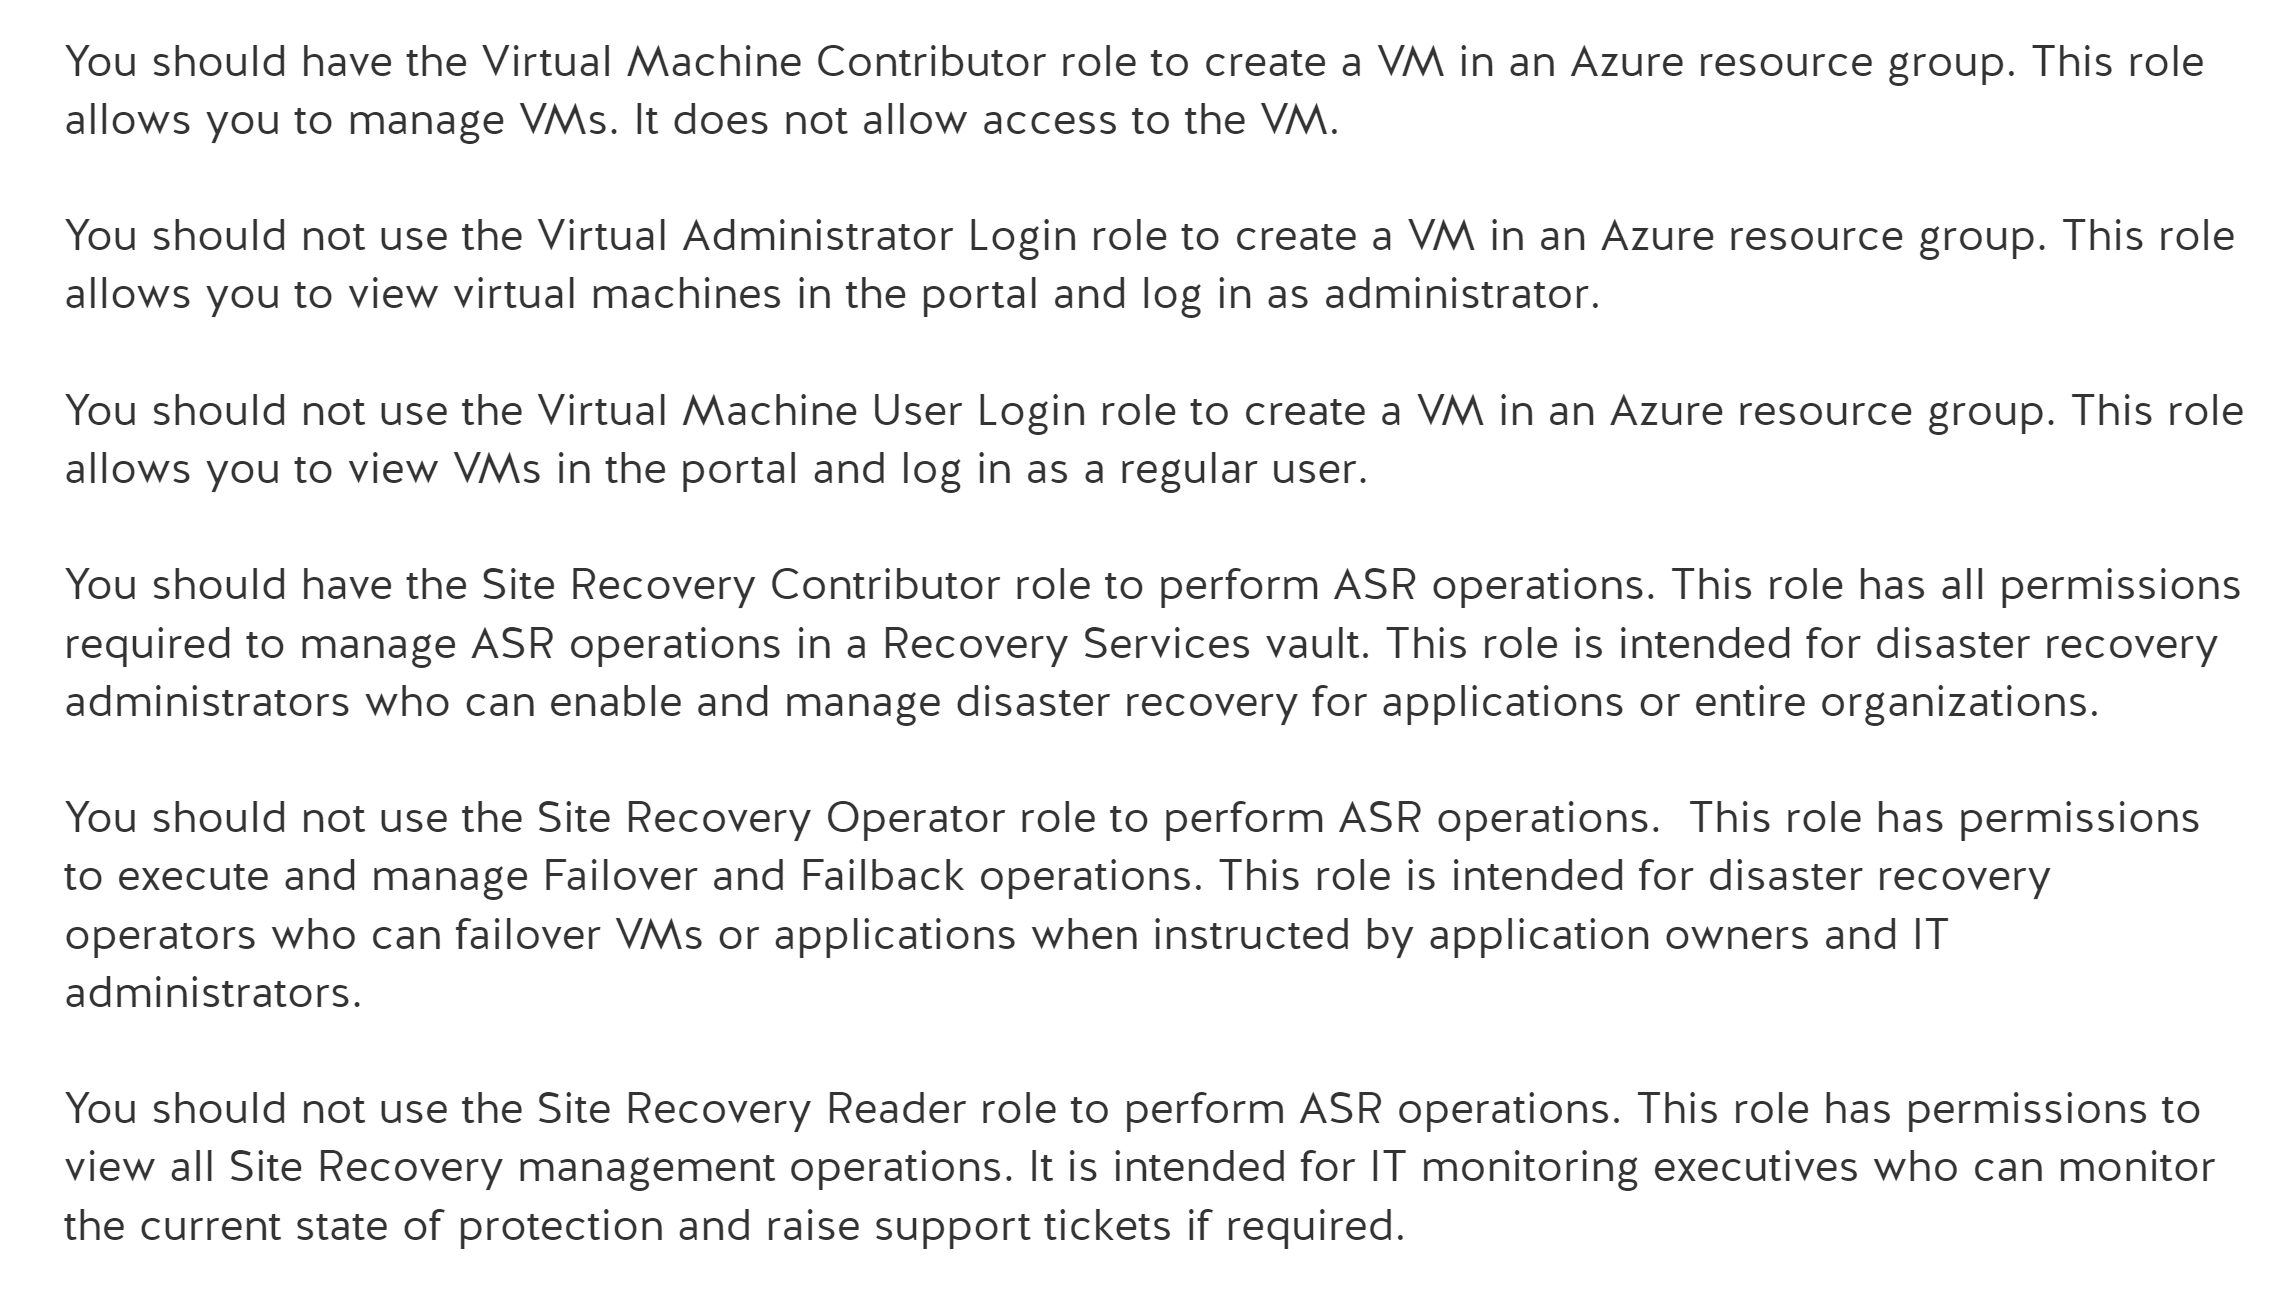 You should have the Virtual Machine Contributor role to create a VM in an Azure resource group. This role
allows you to manage VMs. It does not allow access to the VM.
You should not use the Virtual Administrator Login role to create a VM in an Azure resource group. This role
allows you to view virtual machines in the portal and log in as administrator.
You should not use the Virtual Machine User Login role to create a VM in an Azure resource group. This role
allows you to view VMs in the portal and log in as a regular user.
You should have the Site Recovery Contributor role to perform ASR operations. This role has all permissions
required to manage ASR operations in a Recovery Services vault. This role is intended for disaster recovery
administrators who can enable and manage disaster recovery for applications or entire organizations.
You should not use the Site Recovery Operator role to perform ASR operations.  This role has permissions
to execute and manage Failover and Failback operations. This role is intended for disaster recovery
operators who can failover VMs or applications when instructed by application owners and IT
administrators.
You should not use the Site Recovery Reader role to perform ASR operations. This role has permissions to
view all Site Recovery management operations. It is intended for IT monitoring executives who can monitor
the current state of protection and raise support tickets if required.